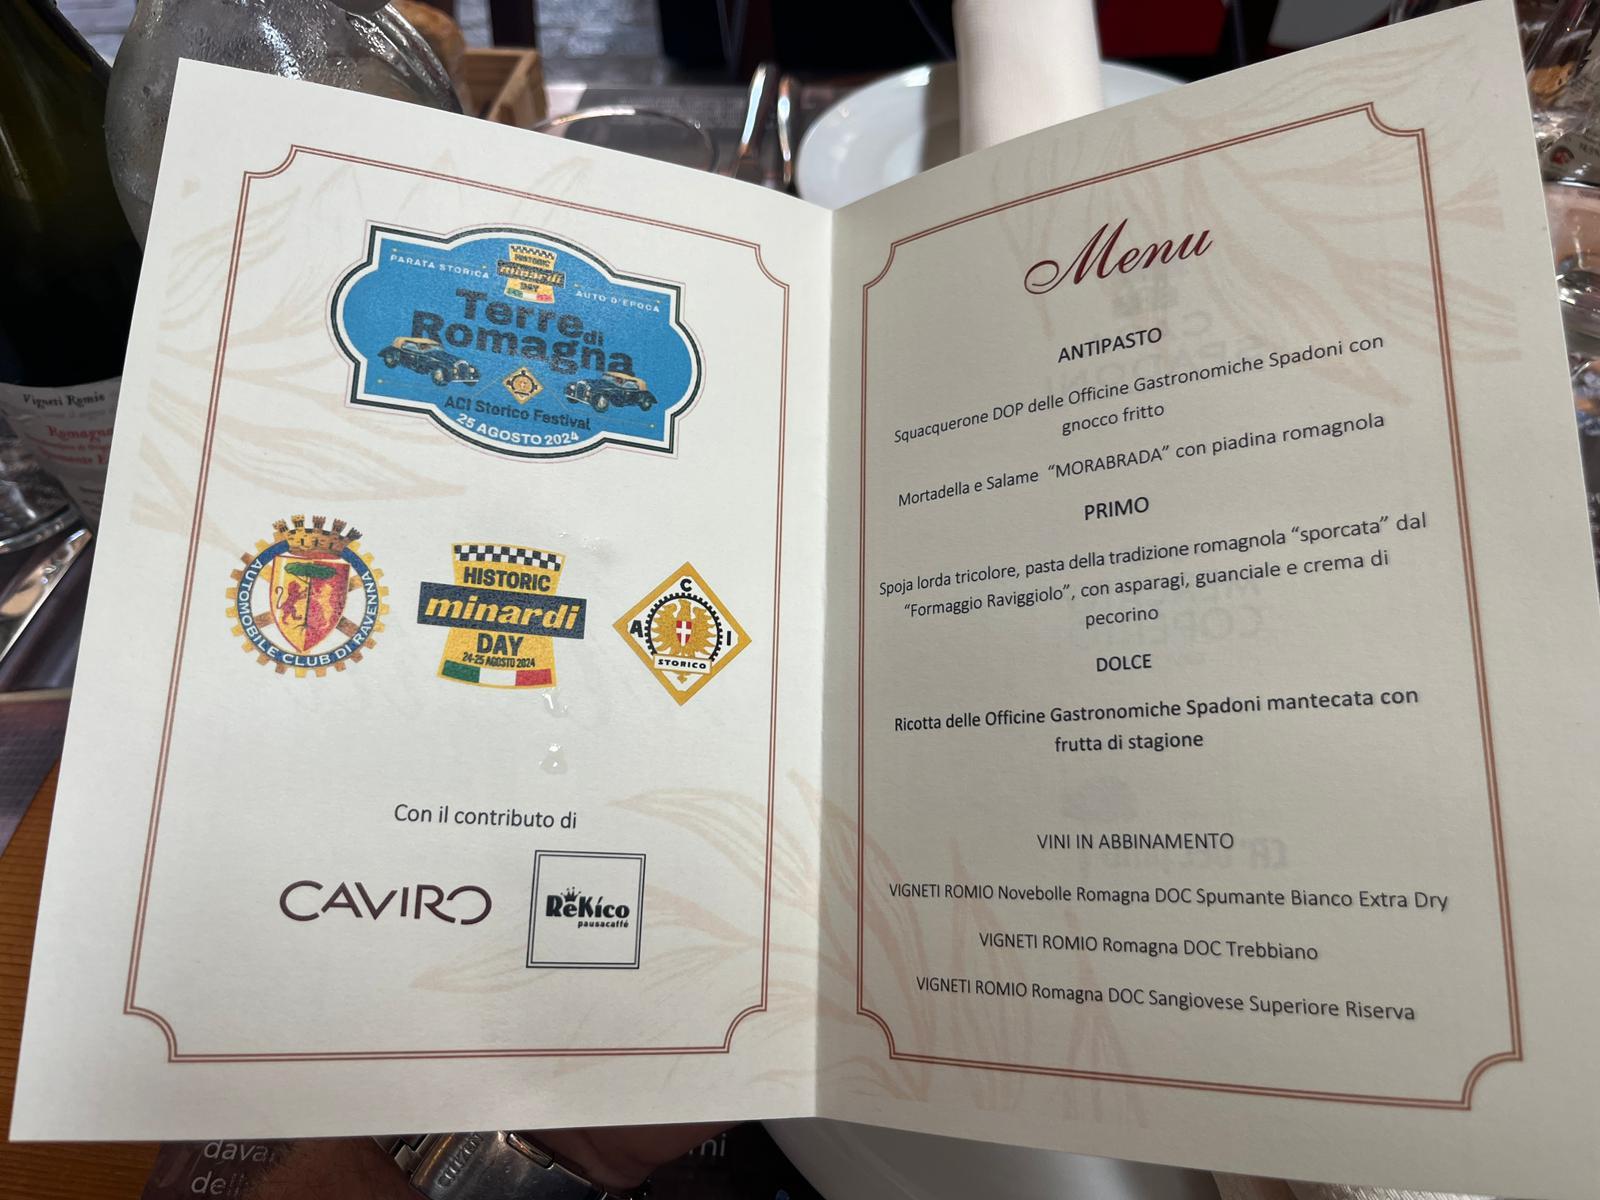 PARATA STORICA
HISTORIC
minardi
DAY
AUTO D'EPOCA
Terre di
Romagna
ACI Storico Festival
25 AGOSTO 2024
AUTOMOBILE CLUB DI RAVENNA
HISTORIC
minardi
DAY
24-25 AGOSTO 2024
A C I
STORICO
Con il contributo di
CAVIRO
ReKico
pausacaffé
Menu
ANTIPASTO
Squacquerone DOP delle Officine Gastronomiche Spadoni con
gnocco fritto
Mortadella e Salame “MORABRADA” con piadina romagnola
PRIMO
Spoja lorda tricolore, pasta della tradizione romagnola “sporcata” dal
“Formaggio Raviggiolo”, con asparagi, guanciale e crema di
pecorino
DOLCE
Ricotta delle Officine Gastronomiche Spadoni mantecata con
frutta di stagione
VINI IN ABBINAMENTO
VIGNETI ROMIO Novebolle Romagna DOC Spumante Bianco Extra Dry
VIGNETI ROMIO Romagna DOC Trebbiano
VIGNETI ROMIO Romagna DOC Sangiovese Superiore Riserva
Vigneti Romio
Romagna
CITIZEN